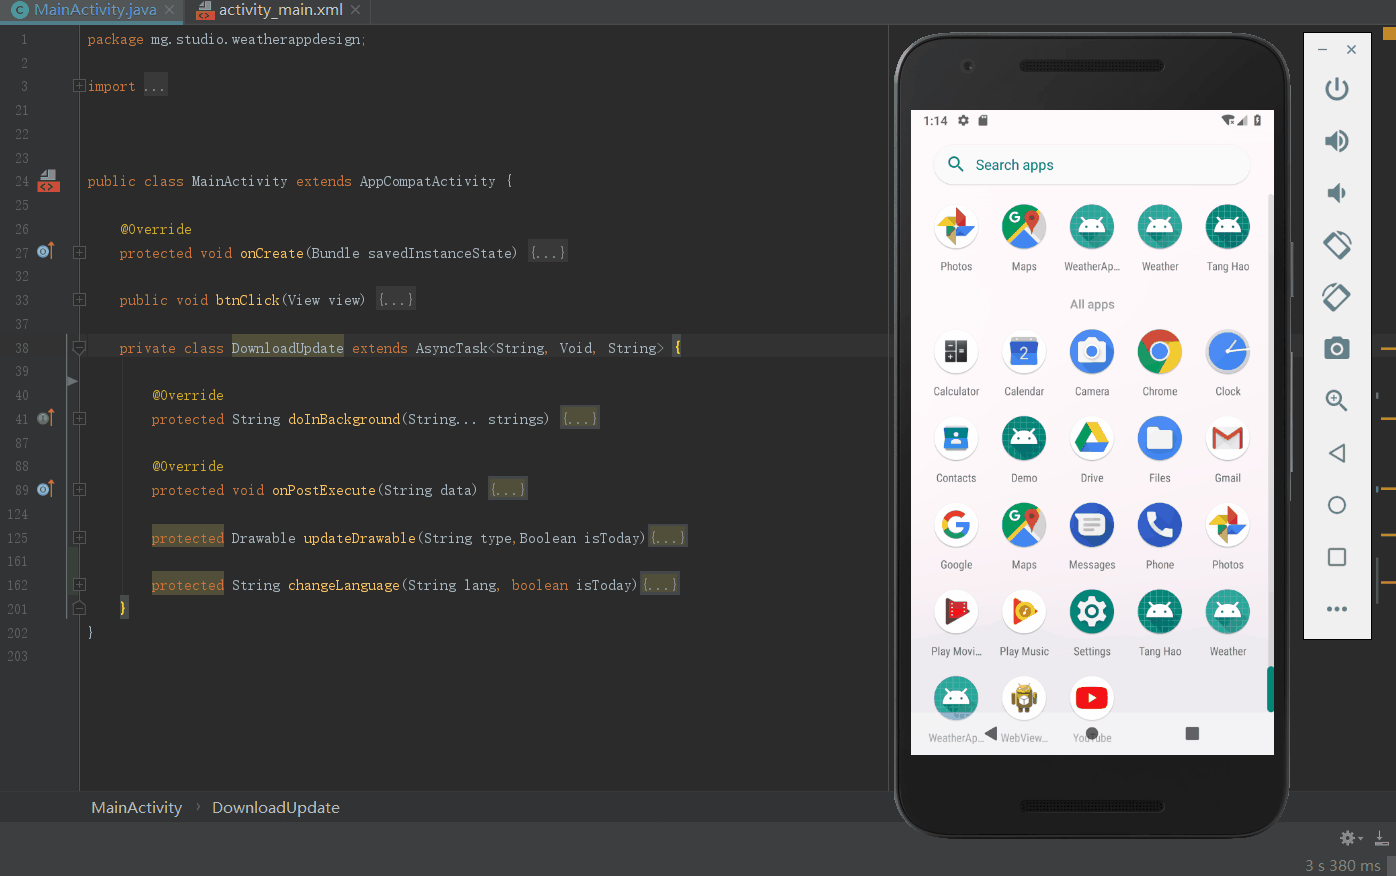 MainActivity.java
activity_main.xml
1 package mg.studio.weatherappdesign;
2
3 import ...
21
22
23
24 public class MainActivity extends AppCompatActivity {
25
26 @Override
27 protected void onCreate(Bundle savedInstanceState) {...}
32
33 public void btnClick(View view) {...}
37
38 private class DownloadUpdate extends AsyncTask<String, Void, String> {
39
40 @Override
41 protected String doInBackground(String... strings) {...}
87
88 @Override
89 protected void onPostExecute(String data) {...}
124
125 protected Drawable updateDrawable(String type,Boolean isToday){...}
161
162 protected String changeLanguage(String lang, boolean isToday){...}
201 }
202 }
203
MainActivity › DownloadUpdate
3 s 380 ms
1:14
Search apps
Photos Maps WeatherAp... Weather Tang Hao
All apps
Calculator Calendar Camera Chrome Clock
Contacts Demo Drive Files Gmail
Google Maps Messages Phone Photos
Play Movi... Play Music Settings Tang Hao Weather
WeatherAp... WebView... YouTube